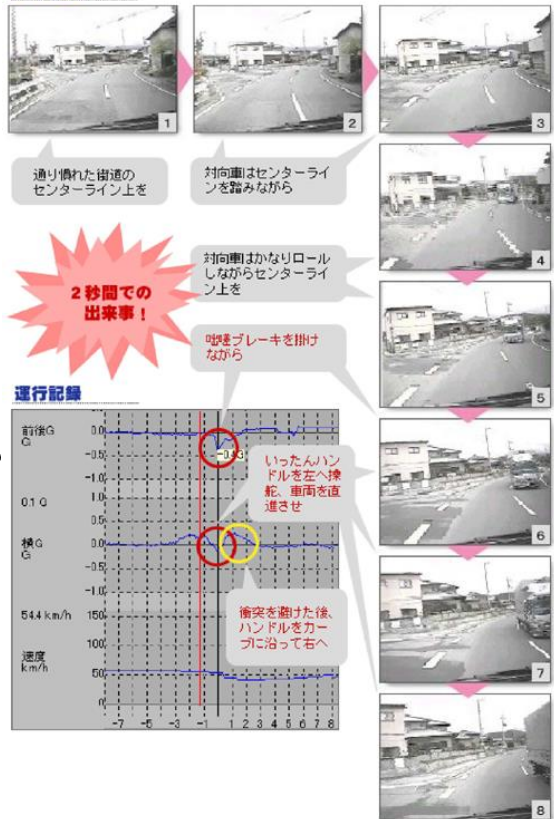 1
2
3
通り慣れた街道の
センターライン上を
対向車はセンターライ
ンを踏みながら
4
対向車はかなりロール
しながらセンターライ
ン上を
2秒間での
出来事!
5
咄嗟ブレーキを掛け
ながら
運行記録
6
前後G
G
0.0
-0.5
-0.43
-1.0
いったんハン
ドルを左へ操
舵、車両を直
進させ
0.1 G
1.0
0.5
横G
G
0.0
-0.5
-1.0
7
衝突を避けた後、
ハンドルをカー
ブに沿って右へ
54.4 km/h
150
100
速度
km/h
50
0
-7 -5 -3 -1 1 2 3 4 5 6 7 8
8